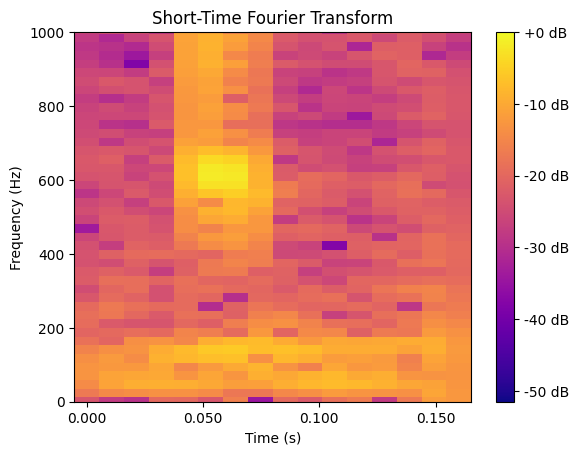 Short-Time Fourier Transform
1000
800
600
400
200
0
Frequency (Hz)
0.000
0.050
0.100
0.150
Time (s)
+0 dB
-10 dB
-20 dB
-30 dB
-40 dB
-50 dB